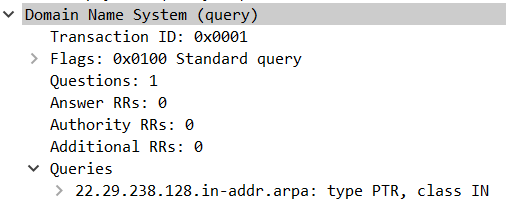 Domain Name System (query)
Transaction ID: 0x0001
Flags: 0x0100 Standard query
Questions: 1
Answer RRs: 0
Authority RRs: 0
Additional RRs: 0
Queries
22.29.238.128.in-addr.arpa: type PTR, class IN